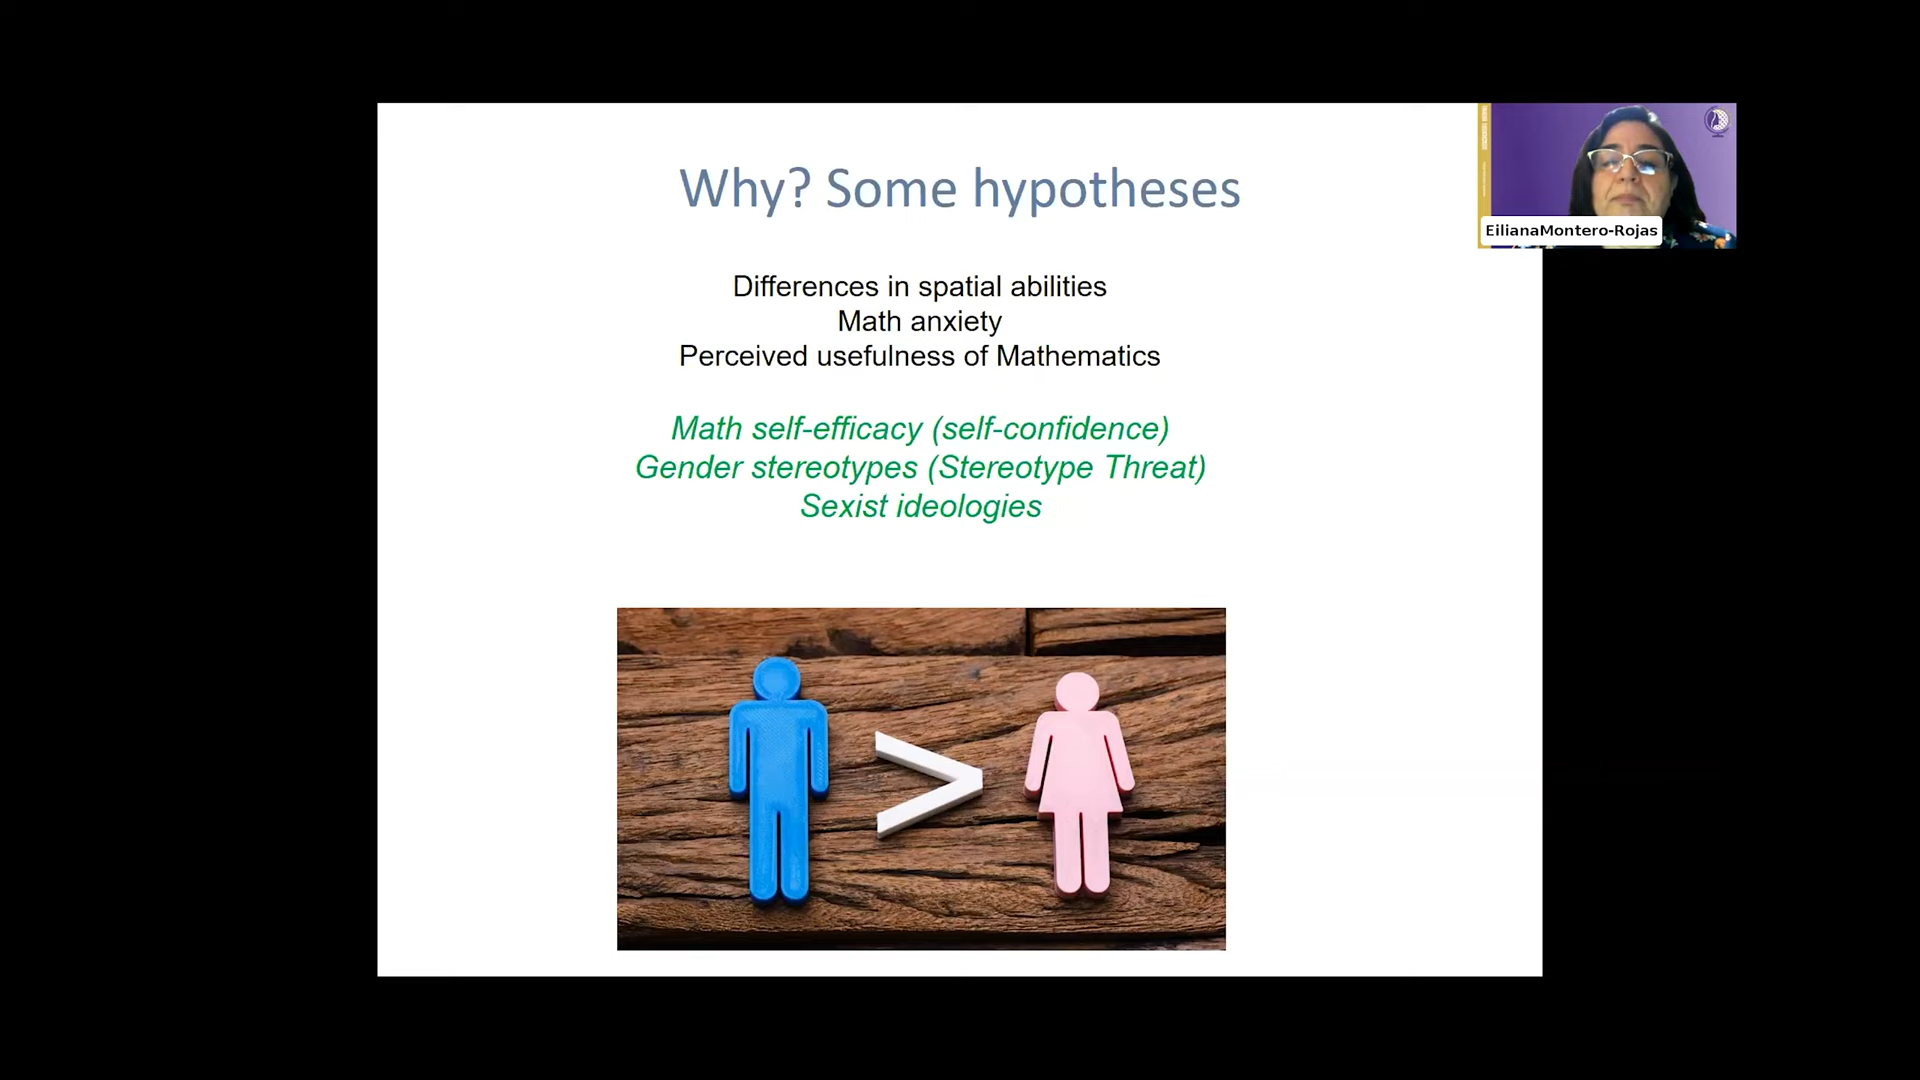 Why? Some hypotheses
EilianaMontero-Rojas
Differences in spatial abilities
Math anxiety
Perceived usefulness of Mathematics
Math self-efficacy (self-confidence)
Gender stereotypes (Stereotype Threat)
Sexist ideologies